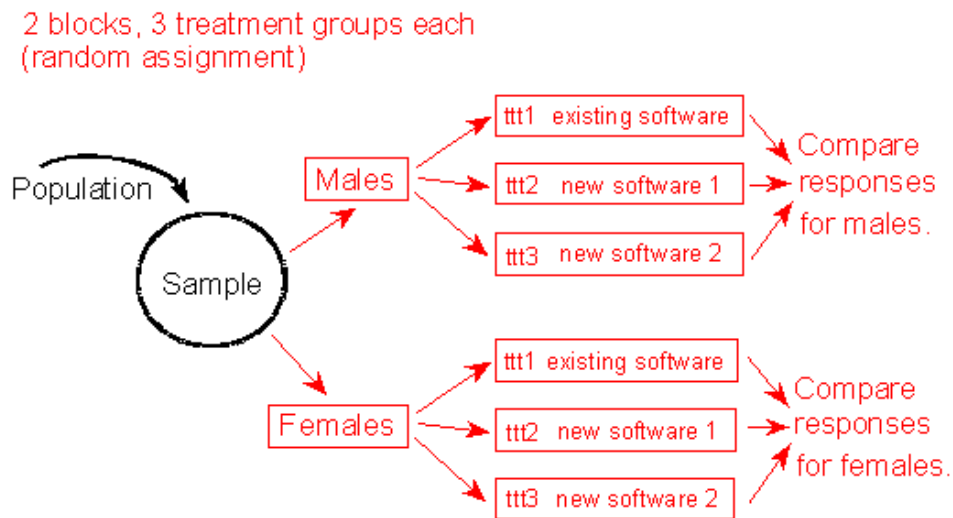 2 blocks, 3 treatment groups each
(random assignment)
Population
Sample
Males
ttt1 existing software
ttt2 new software 1
ttt3 new software 2
Compare
responses
for males.
Females
ttt1 existing software
ttt2 new software 1
ttt3 new software 2
Compare
responses
for females.